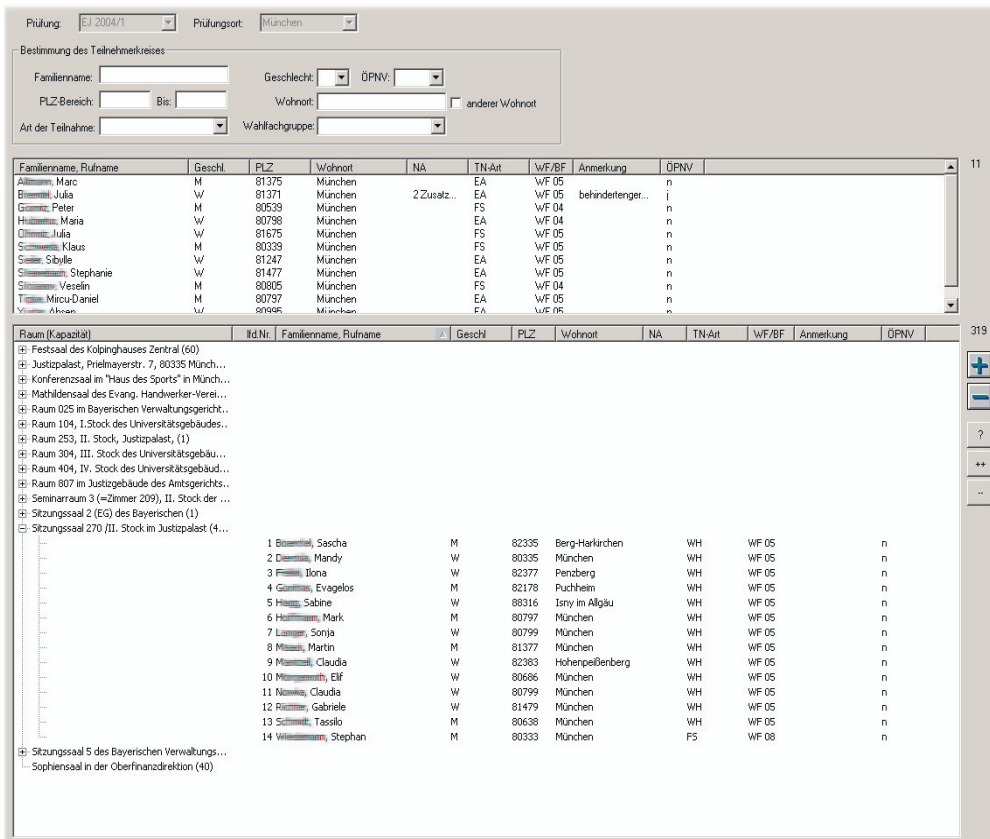 Prüfung: EJ 2004/1 Prüfungsort: München
Bestimmung des Teilnehmerkreises
Familienname: Geschlecht: ÖPNV:
PLZ-Bereich: Bis: Wohnort: anderer Wohnort
Art der Teilnahme: Wahlfachgruppe:
Familienname, Rufname Geschl. PLZ Wohnort NA TN-Art WF/BF Anmerkung ÖPNV 11
Marc M 81375 München EA WF 05 n
Julia W 81371 München 2 Zusatz... EA WF 05 behindertenger... j
Peter M 80539 München FS WF 04 n
Maria W 80798 München EA WF 04 n
Julia W 81675 München FS WF 05 n
Klaus M 80339 München FS WF 05 n
Sibylle W 81247 München EA WF 05 n
Stephanie W 81477 München EA WF 05 n
Veselin M 80805 München FS WF 04 n
Mircu-Daniel M 80797 München EA WF 05 n
Ahsen W 80995 München EA WF 05 n
Raum (Kapazität) lfd.Nr. Familienname, Rufname Geschl PLZ Wohnort NA TN-Art WF/BF Anmerkung ÖPNV 319
Festsaal des Kolpinghauses Zentral (60)
Justizpalast, Prielmayerstr. 7, 80335 Münch...
Konferenzsaal im "Haus des Sports" in Münch...
Mathildensaal des Evang. Handwerker-Verei...
Raum 025 im Bayerischen Verwaltungsgericht..
Raum 104, I.Stock des Universitätsgebäudes..
Raum 253, II. Stock, Justizpalast, (1)
Raum 304, III. Stock des Universitätsgebäu...
Raum 404, IV. Stock des Universitätsgebäud...
Raum 807 im Justizgebäude des Amtsgerichts..
Seminarraum 3 (=Zimmer 209), II. Stock der ...
Sitzungssaal 2 (EG) des Bayerischen (1)
Sitzungssaal 270 /II. Stock im Justizpalast (4...
1 Sascha M 82335 Berg-Harkirchen WH WF 05 n
2 Mandy W 80335 München WH WF 05 n
3 Ilona W 82377 Penzberg WH WF 05 n
4 Evagelos M 82178 Puchheim WH WF 05 n
5 Sabine W 88316 Isny im Allgäu WH WF 05 n
6 Mark M 80797 München WH WF 05 n
7 Sonja W 80799 München WH WF 05 n
8 Martin M 81377 München WH WF 05 n
9 Claudia W 82383 Hohenpeißenberg WH WF 05 n
10 Elif W 80686 München WH WF 05 n
11 Claudia W 80799 München WH WF 05 n
12 Gabriele W 81479 München WH WF 05 n
13 Tassilo M 80638 München WH WF 05 n
14 Stephan M 80333 München FS WF 08 n
Sitzungssaal 5 des Bayerischen Verwaltungs...
Sophiensaal in der Oberfinanzdirektion (40)
?
++
--